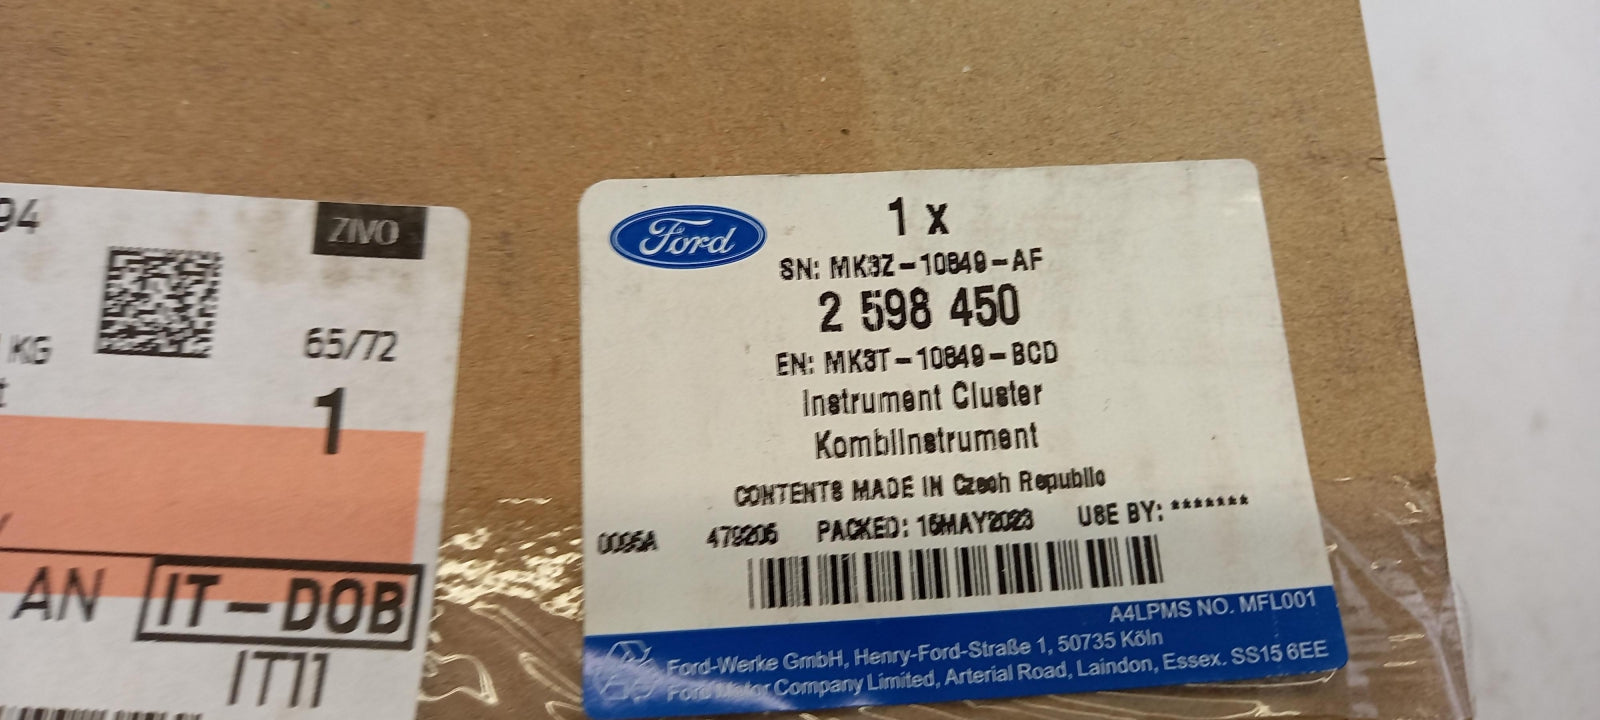 94
ZIVO
KG
65/72
1
AN IT-DOB
IT11
Ford
1 x
SN: MK3Z-10849-AF
2 598 450
EN: MK3T-10849-BCD
Instrument Cluster
Kombiinstrument
CONTENTS MADE IN Czech Republic
0095A 479205 PACKED: 15MAY2023 USE BY: *******
A4LPMS NO. MFL001
Ford-Werke GmbH, Henry-Ford-Straße 1, 50735 Köln
Ford Motor Company Limited, Arterial Road, Laindon, Essex. SS15 6EE